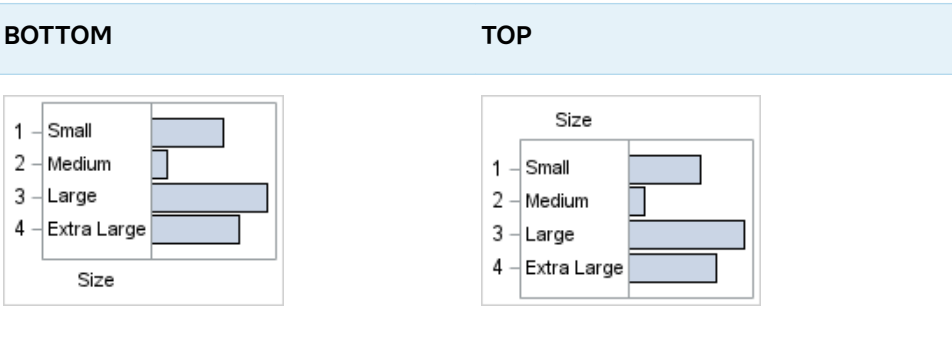 BOTTOM
TOP
1 Small
2 Medium
3 Large
4 Extra Large
Size
Size
1 Small
2 Medium
3 Large
4 Extra Large